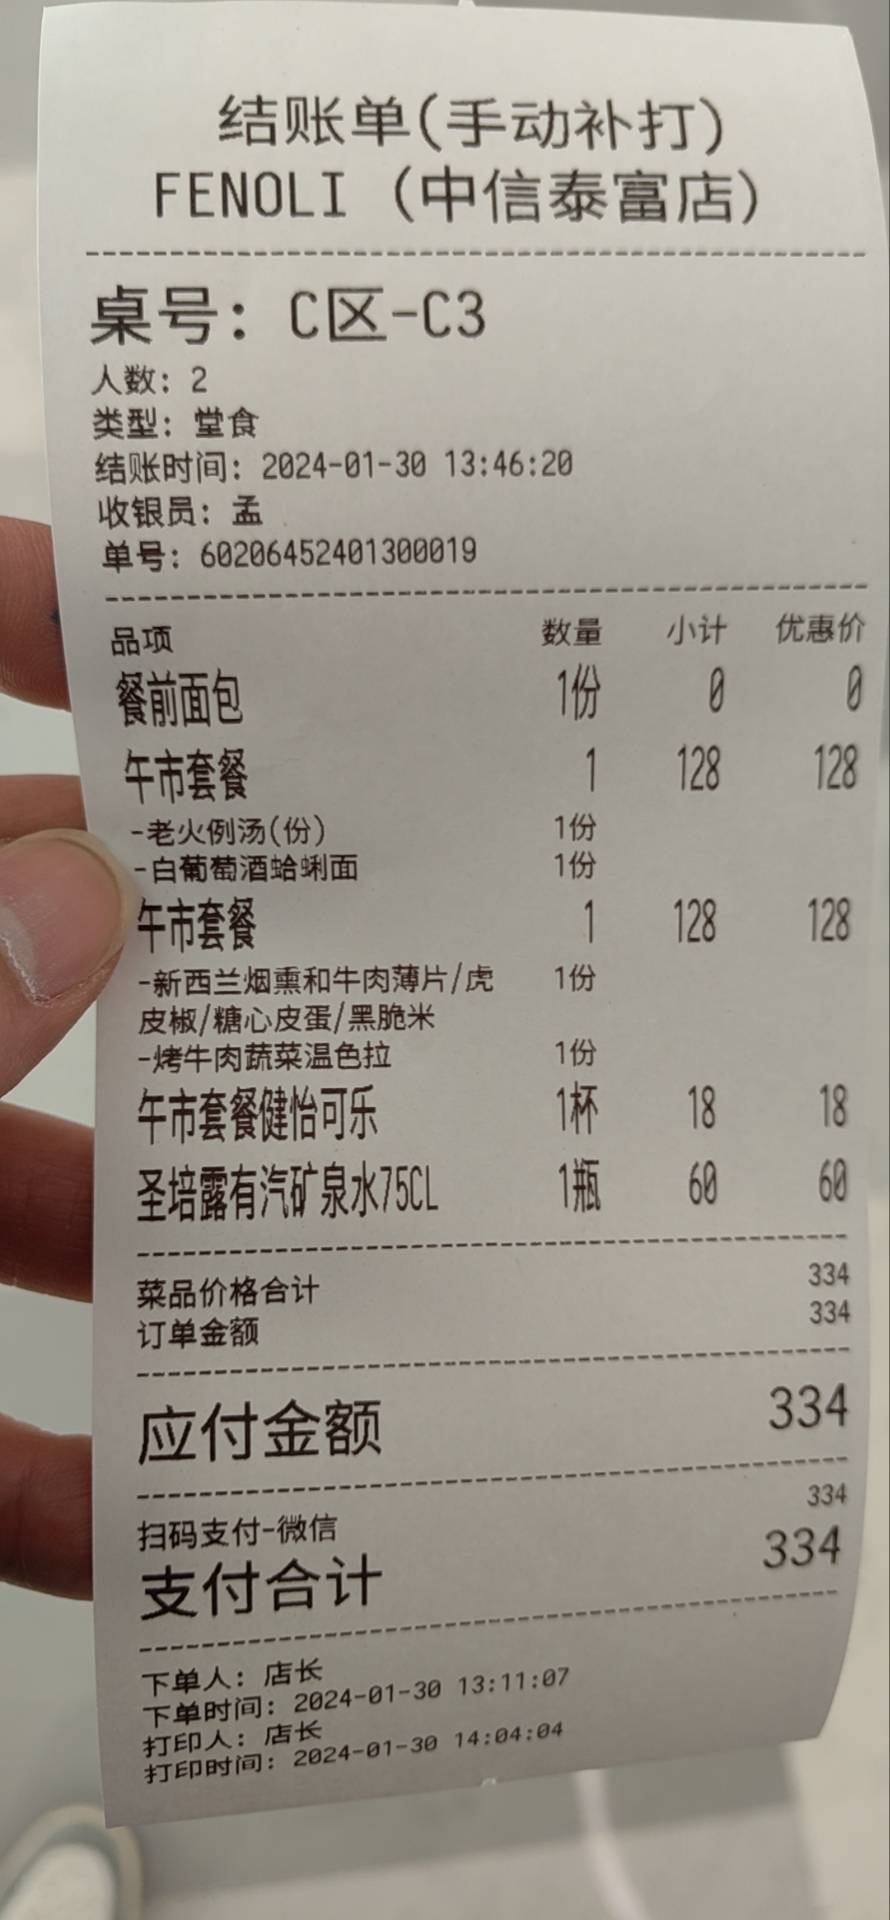 结账单(手动补打)
FENOLI (中信泰富店)
桌号: C区-C3
人数: 2
类型: 堂食
结账时间: 2024-01-30 13:46:20
收银员: 孟
单号: 60206452401300019
品项 数量 小计 优惠价
餐前面包 1份 0 0
午市套餐 1 128 128
-老火例汤(份) 1份
-白葡萄酒蛤蜊面 1份
午市套餐 1 128 128
-新西兰烟熏和牛肉薄片/虎 1份
皮椒/糖心皮蛋/黑脆米
-烤牛肉蔬菜温色拉 1份
午市套餐健怡可乐 1杯 18 18
圣培露有汽矿泉水75CL 1瓶 60 60
菜品价格合计 334
订单金额 334
应付金额 334
扫码支付-微信 334
支付合计 334
下单人: 店长
下单时间: 2024-01-30 13:11:07
打印人: 店长
打印时间: 2024-01-30 14:04:04